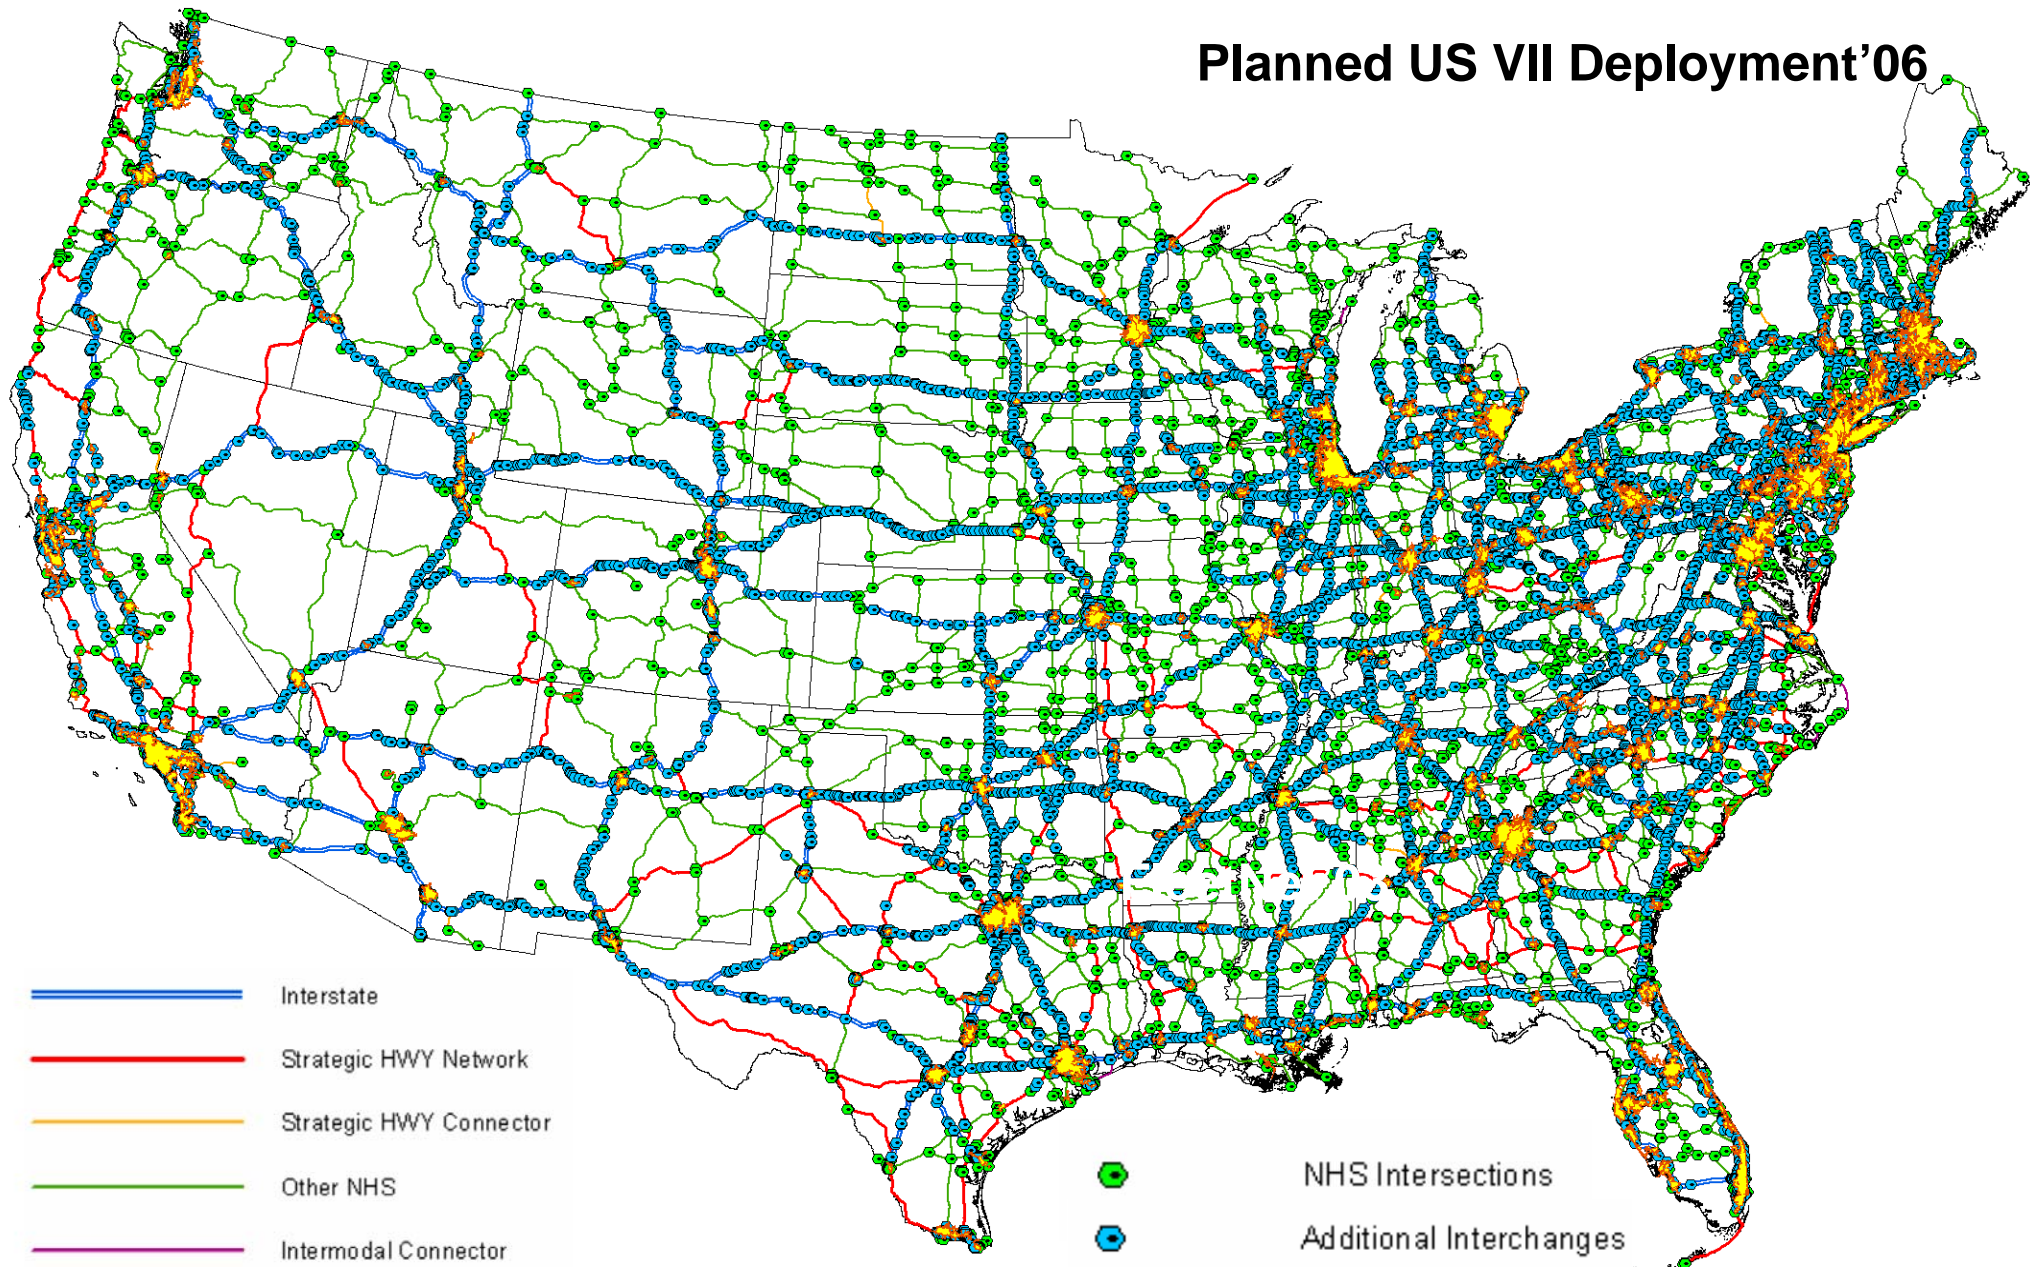 Planned US VII Deployment’06
Interstate
Strategic HWY Network
Strategic HWY Connector
Other NHS
Intermodal Connector
NHS Intersections
Additional Interchanges